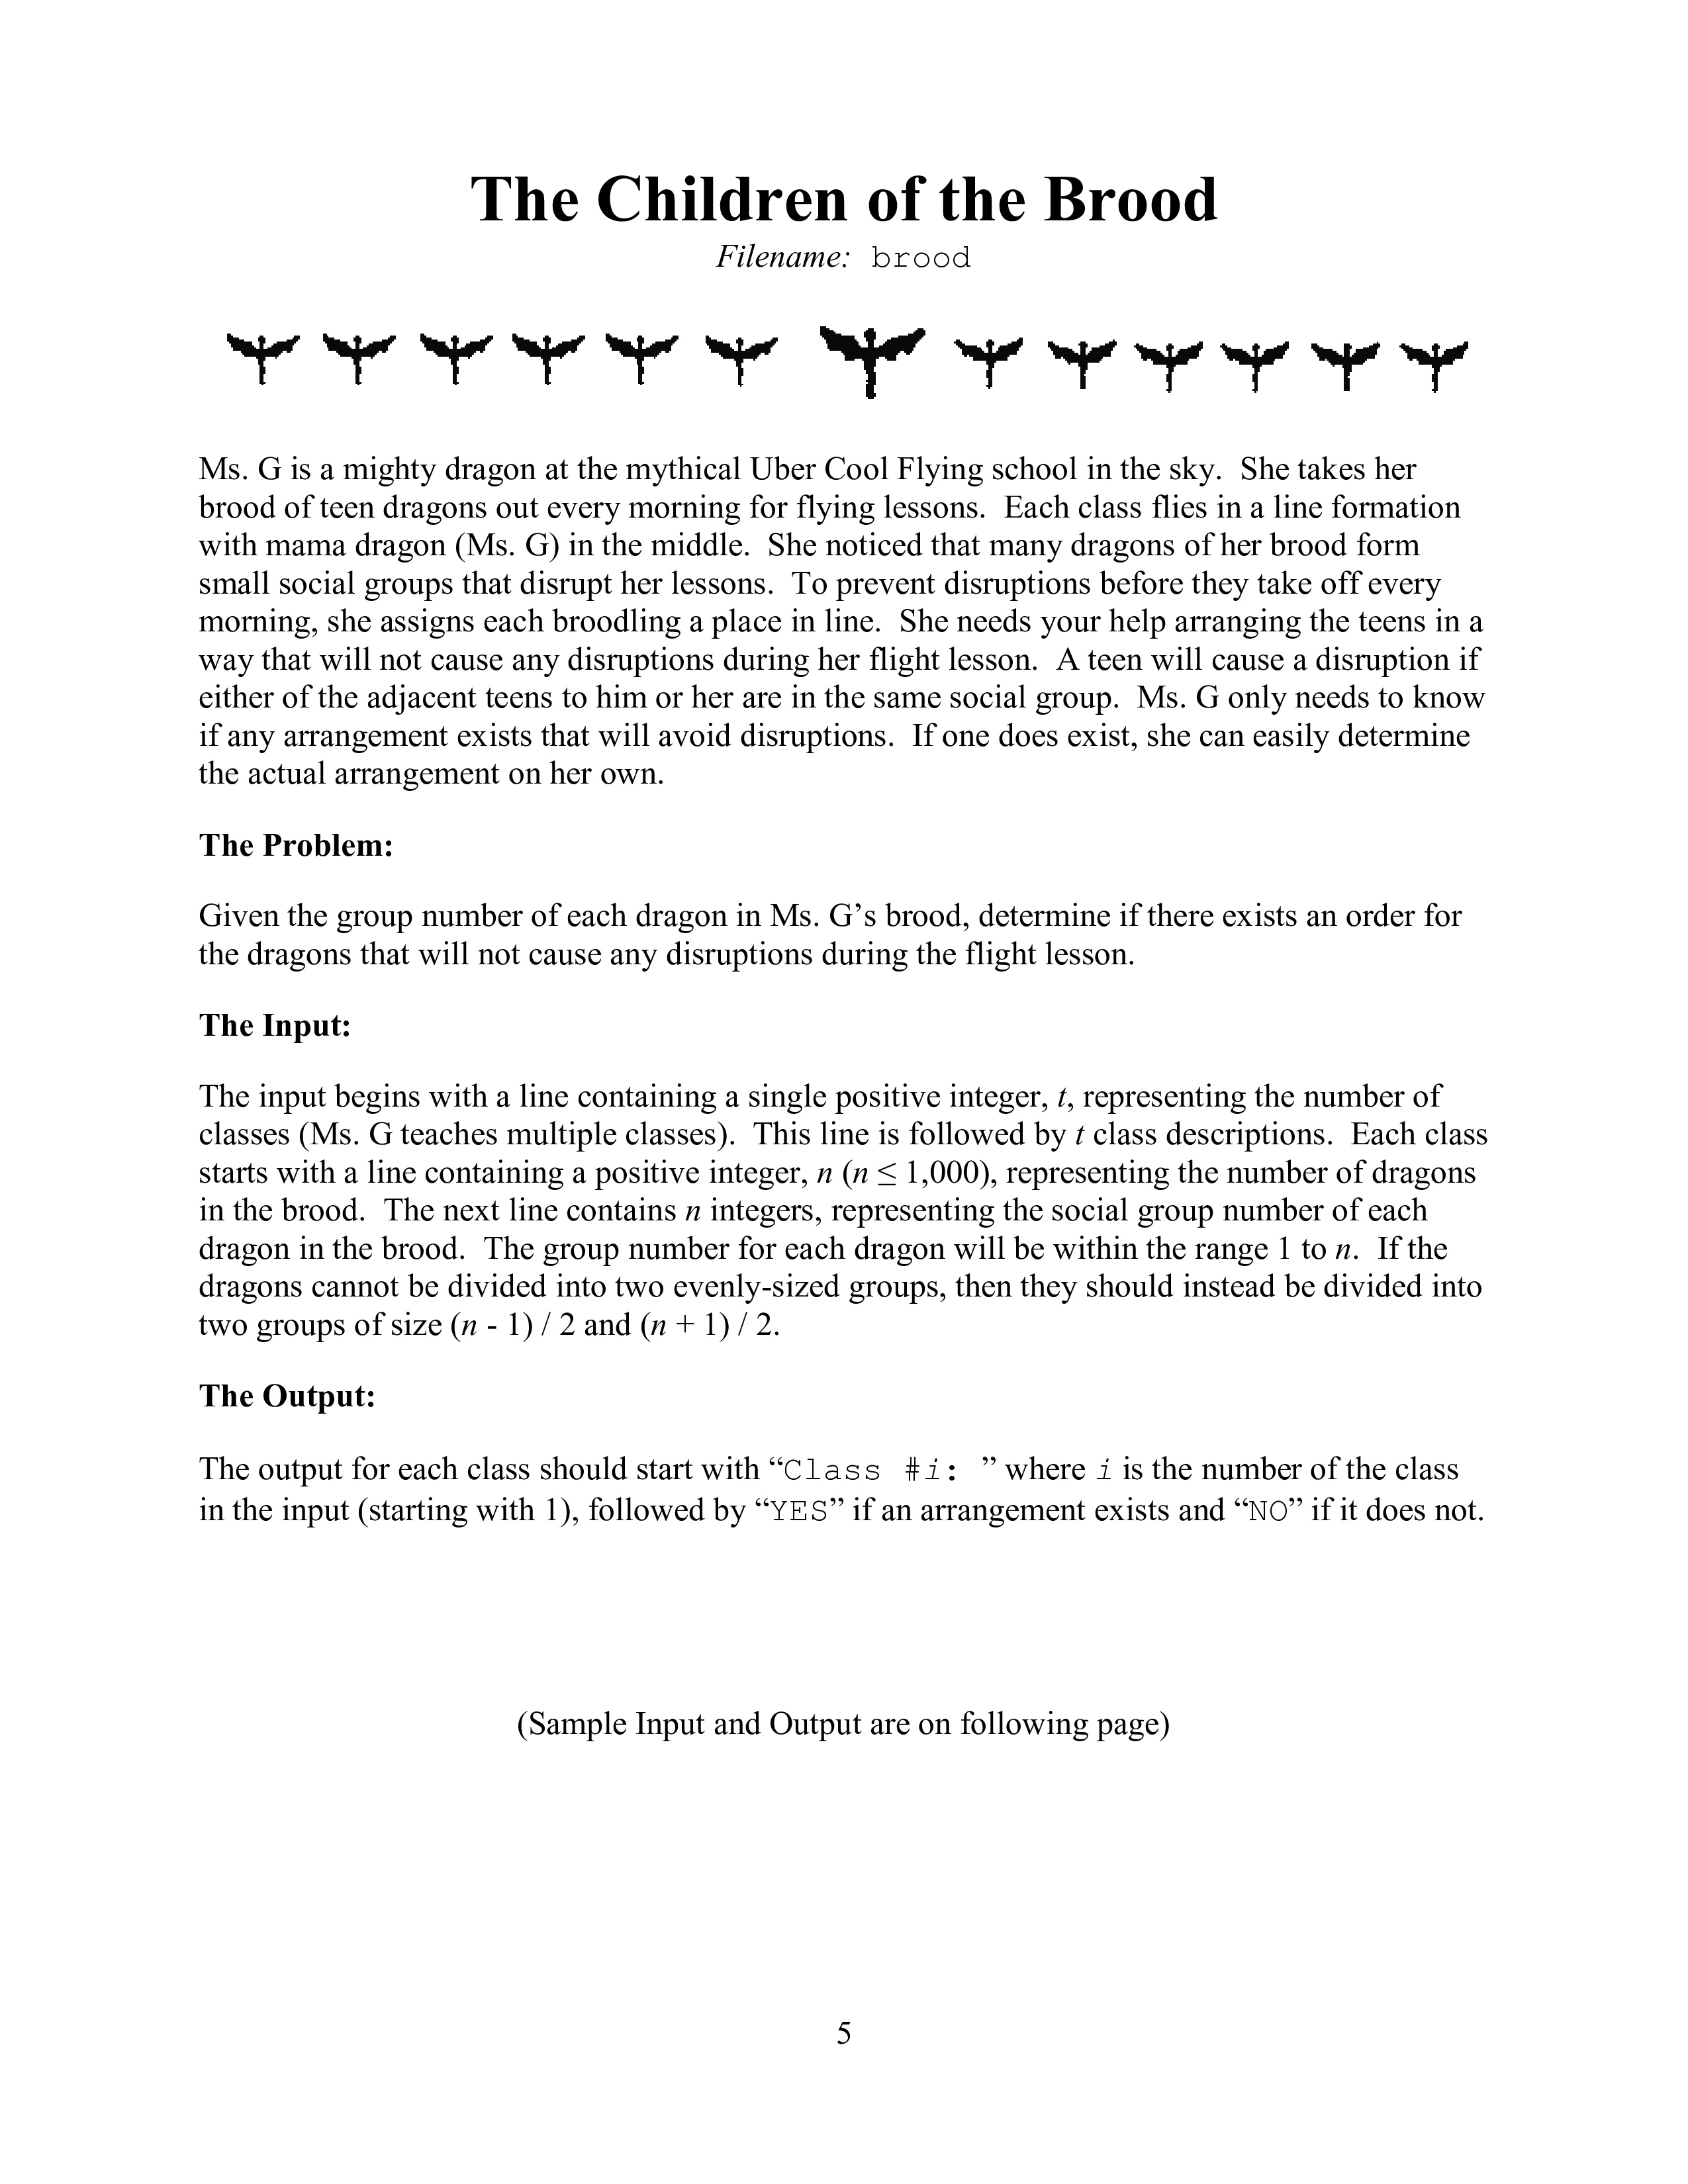 The Children of the Brood
Filename: brood
Ms. G is a mighty dragon at the mythical Uber Cool Flying school in the sky.  She takes her
brood of teen dragons out every morning for flying lessons.  Each class flies in a line formation
with mama dragon (Ms. G) in the middle.  She noticed that many dragons of her brood form
small social groups that disrupt her lessons.  To prevent disruptions before they take off every
morning, she assigns each broodling a place in line.  She needs your help arranging the teens in a
way that will not cause any disruptions during her flight lesson.  A teen will cause a disruption if
either of the adjacent teens to him or her are in the same social group.  Ms. G only needs to know
if any arrangement exists that will avoid disruptions.  If one does exist, she can easily determine
the actual arrangement on her own.
The Problem:
Given the group number of each dragon in Ms. G’s brood, determine if there exists an order for
the dragons that will not cause any disruptions during the flight lesson.
The Input:
The input begins with a line containing a single positive integer, t, representing the number of
classes (Ms. G teaches multiple classes).  This line is followed by t class descriptions.  Each class
starts with a line containing a positive integer, n (n ≤ 1,000), representing the number of dragons
in the brood.  The next line contains n integers, representing the social group number of each
dragon in the brood.  The group number for each dragon will be within the range 1 to n.  If the
dragons cannot be divided into two evenly-sized groups, then they should instead be divided into
two groups of size (n - 1) / 2 and (n + 1) / 2.
The Output:
The output for each class should start with “Class #i: ” where i is the number of the class
in the input (starting with 1), followed by “YES” if an arrangement exists and “NO” if it does not.
(Sample Input and Output are on following page)
5